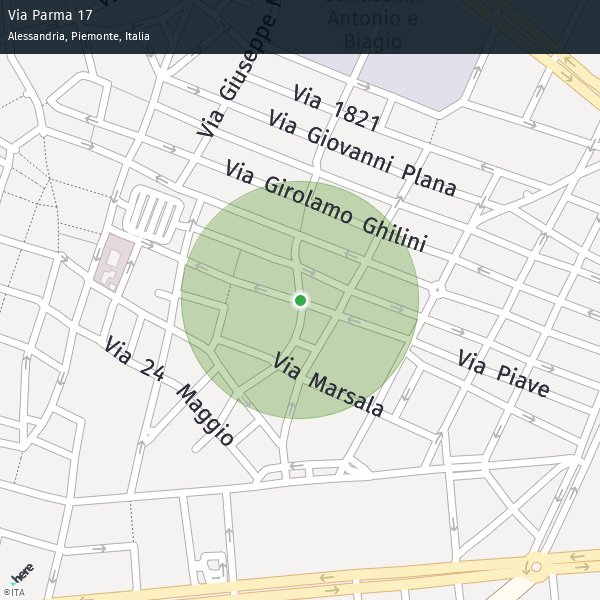 Via Parma 17
Alessandria, Piemonte, Italia
Antonio e
Biagio
Via Giuseppe
Via 1821
Via Giovanni Plana
Via Girolamo Ghilini
Via 24 Maggio
Via Marsala
Via Piave
here
©ITA